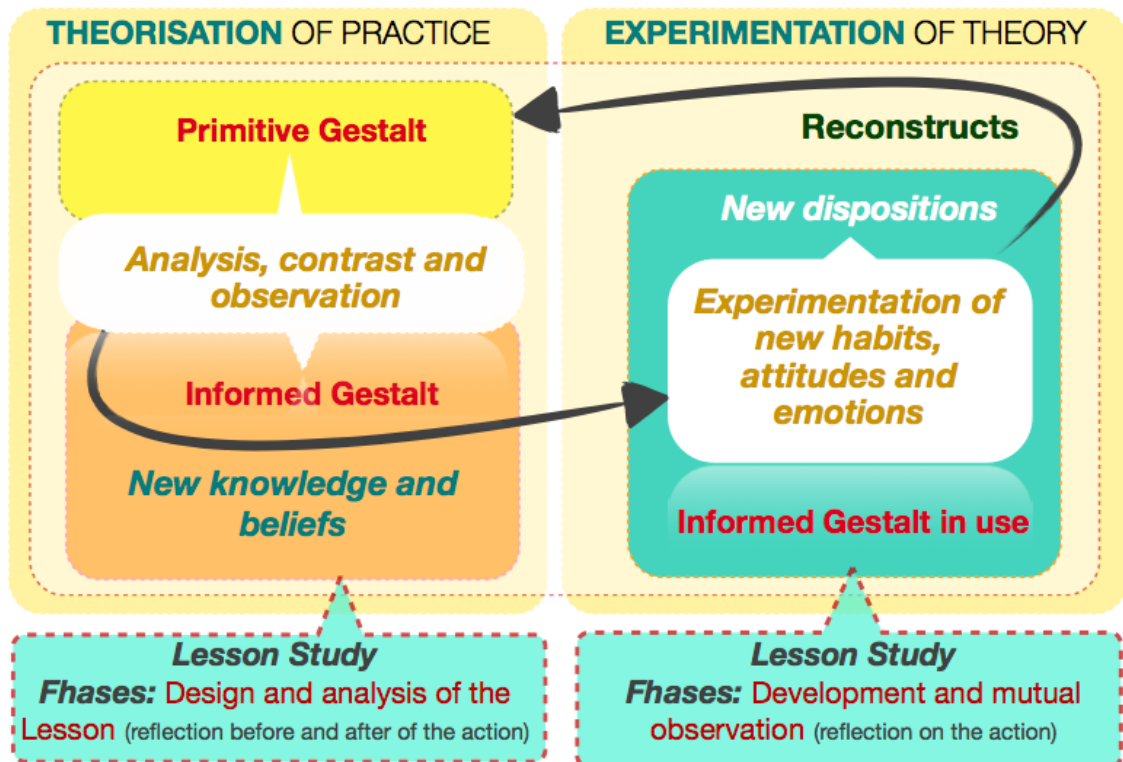 THEORISATION OF PRACTICE
Primitive Gestalt
Analysis, contrast and
observation
Informed Gestalt
New knowledge and
beliefs
Lesson Study
Fhases: Design and analysis of the
Lesson (reflection before and after of the action)
EXPERIMENTATION OF THEORY
Reconstructs
New dispositions
Experimentation of
new habits,
attitudes and
emotions
Informed Gestalt in use
Lesson Study
Fhases: Development and mutual
observation (reflection on the action)